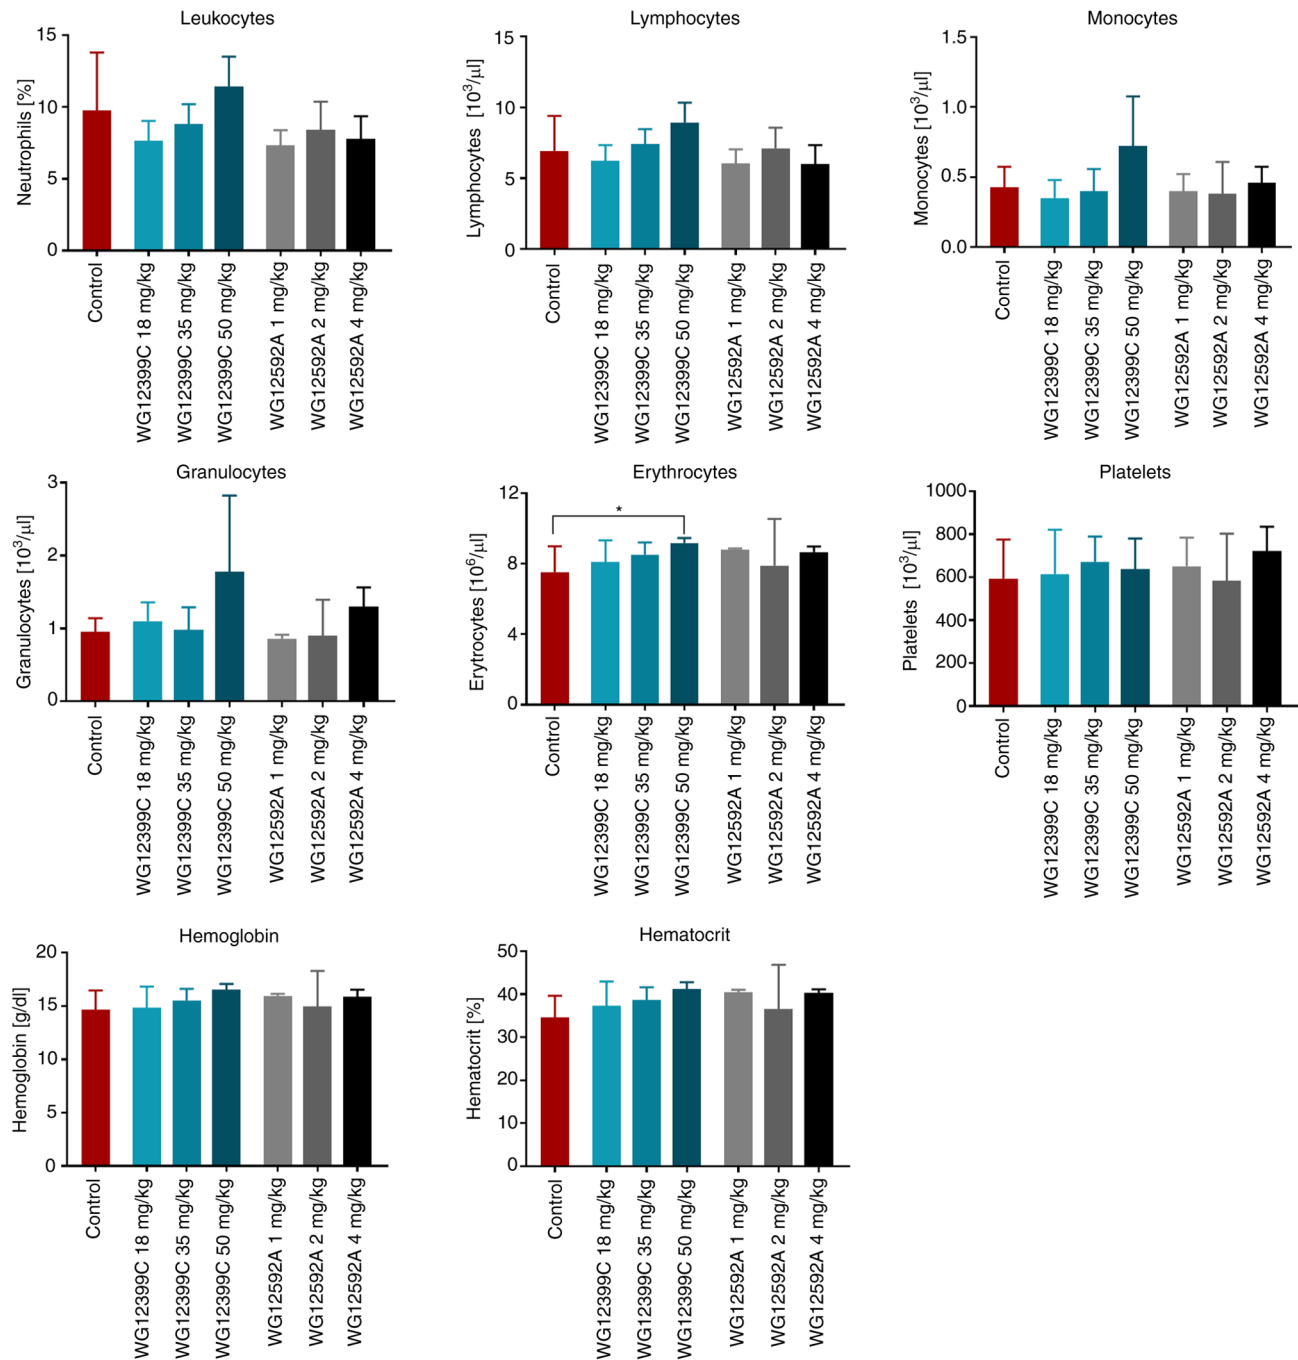 Leukocytes
Neutrophils [%]
15
10
5
0
Control
WG12399C 18 mg/kg
WG12399C 35 mg/kg
WG12399C 50 mg/kg
WG12592A 1 mg/kg
WG12592A 2 mg/kg
WG12592A 4 mg/kg
Lymphocytes
Lymphocytes [10³/µl]
15
10
5
0
Control
WG12399C 18 mg/kg
WG12399C 35 mg/kg
WG12399C 50 mg/kg
WG12592A 1 mg/kg
WG12592A 2 mg/kg
WG12592A 4 mg/kg
Monocytes
Monocytes [10³/µl]
1.5
1.0
0.5
0.0
Control
WG12399C 18 mg/kg
WG12399C 35 mg/kg
WG12399C 50 mg/kg
WG12592A 1 mg/kg
WG12592A 2 mg/kg
WG12592A 4 mg/kg
Granulocytes
Granulocytes [10³/µl]
3
2
1
0
Control
WG12399C 18 mg/kg
WG12399C 35 mg/kg
WG12399C 50 mg/kg
WG12592A 1 mg/kg
WG12592A 2 mg/kg
WG12592A 4 mg/kg
Erythrocytes
Erytrocytes [10⁶/µl]
12
8
4
0
*
Control
WG12399C 18 mg/kg
WG12399C 35 mg/kg
WG12399C 50 mg/kg
WG12592A 1 mg/kg
WG12592A 2 mg/kg
WG12592A 4 mg/kg
Platelets
Platelets [10³/µl]
1000
800
600
400
200
0
Control
WG12399C 18 mg/kg
WG12399C 35 mg/kg
WG12399C 50 mg/kg
WG12592A 1 mg/kg
WG12592A 2 mg/kg
WG12592A 4 mg/kg
Hemoglobin
Hemoglobin [g/dl]
20
15
10
5
0
Control
WG12399C 18 mg/kg
WG12399C 35 mg/kg
WG12399C 50 mg/kg
WG12592A 1 mg/kg
WG12592A 2 mg/kg
WG12592A 4 mg/kg
Hematocrit
Hematocrit [%]
50
40
30
20
10
0
Control
WG12399C 18 mg/kg
WG12399C 35 mg/kg
WG12399C 50 mg/kg
WG12592A 1 mg/kg
WG12592A 2 mg/kg
WG12592A 4 mg/kg